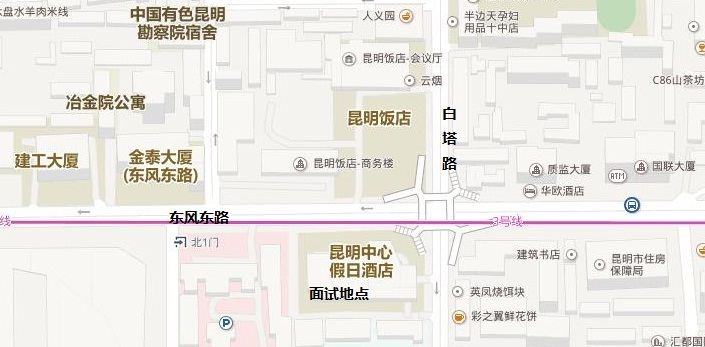 水盘水羊肉米线
中国有色昆明
勘察院宿舍
人义园
半边天孕妇
用品十中店
昆明饭店-会议厅
云烟
C86山茶坊
冶金院公寓
昆明饭店
白
塔
路
建工大厦
金泰大厦
(东风东路)
昆明饭店-商务楼
质监大厦
国联大厦
ATM
华欧酒店
东风东路
线
3号线
北1门
昆明中心
假日酒店
建筑书店
昆明市住房
保障局
面试地点
英凤烧饵块
P
彩之翼鲜花饼
汇都国